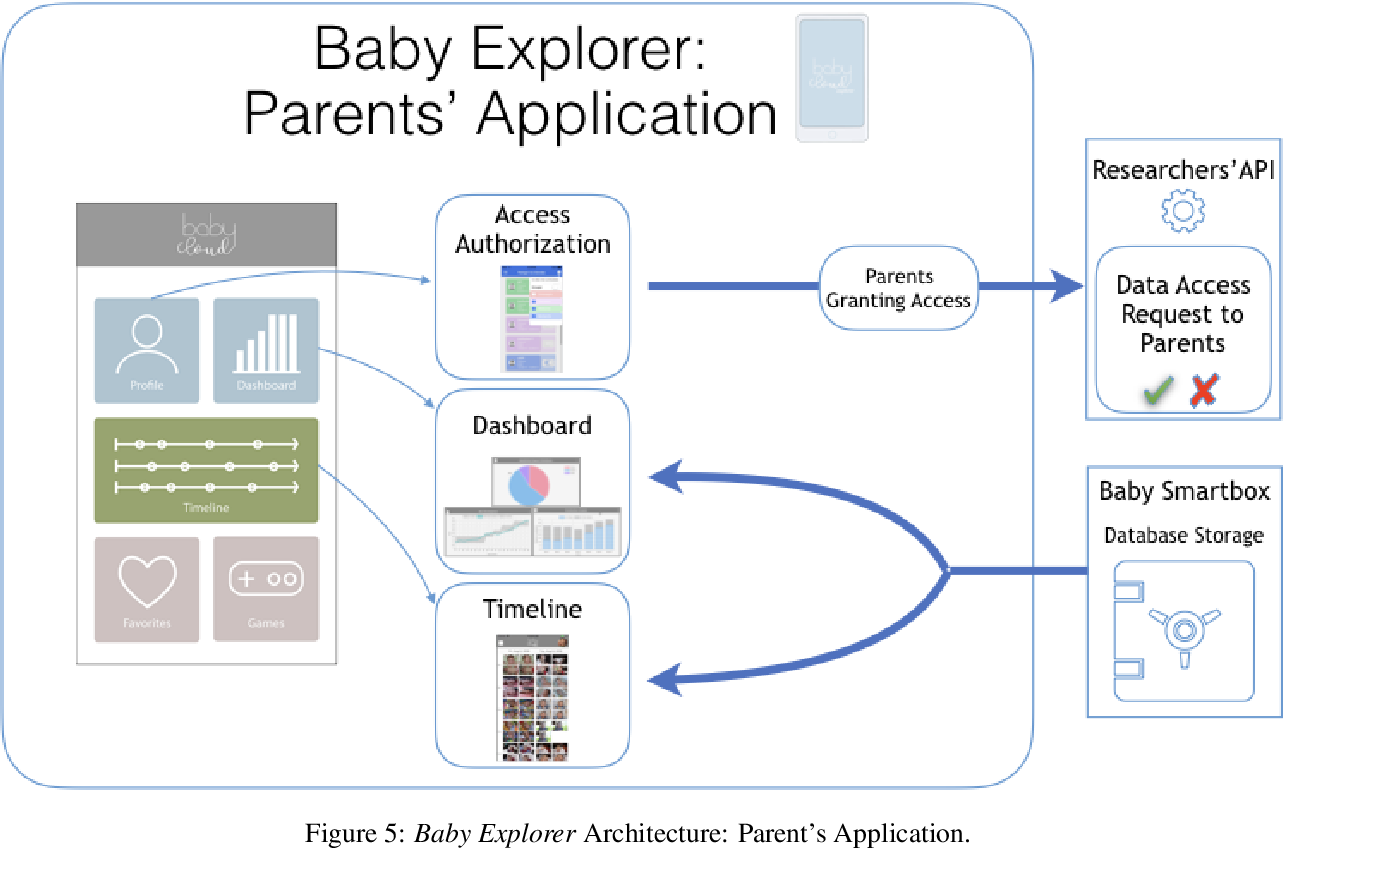 Baby Explorer:
Parents' Application
baby
cloud
baby
cloud
Profile
Dashboard
Timeline
Favorites
Games
Access
Authorization
Dashboard
Timeline
Parents
Granting Access
Researchers'API
Data Access
Request to
Parents
Baby Smartbox
Database Storage
Figure 5: Baby Explorer Architecture: Parent's Application.